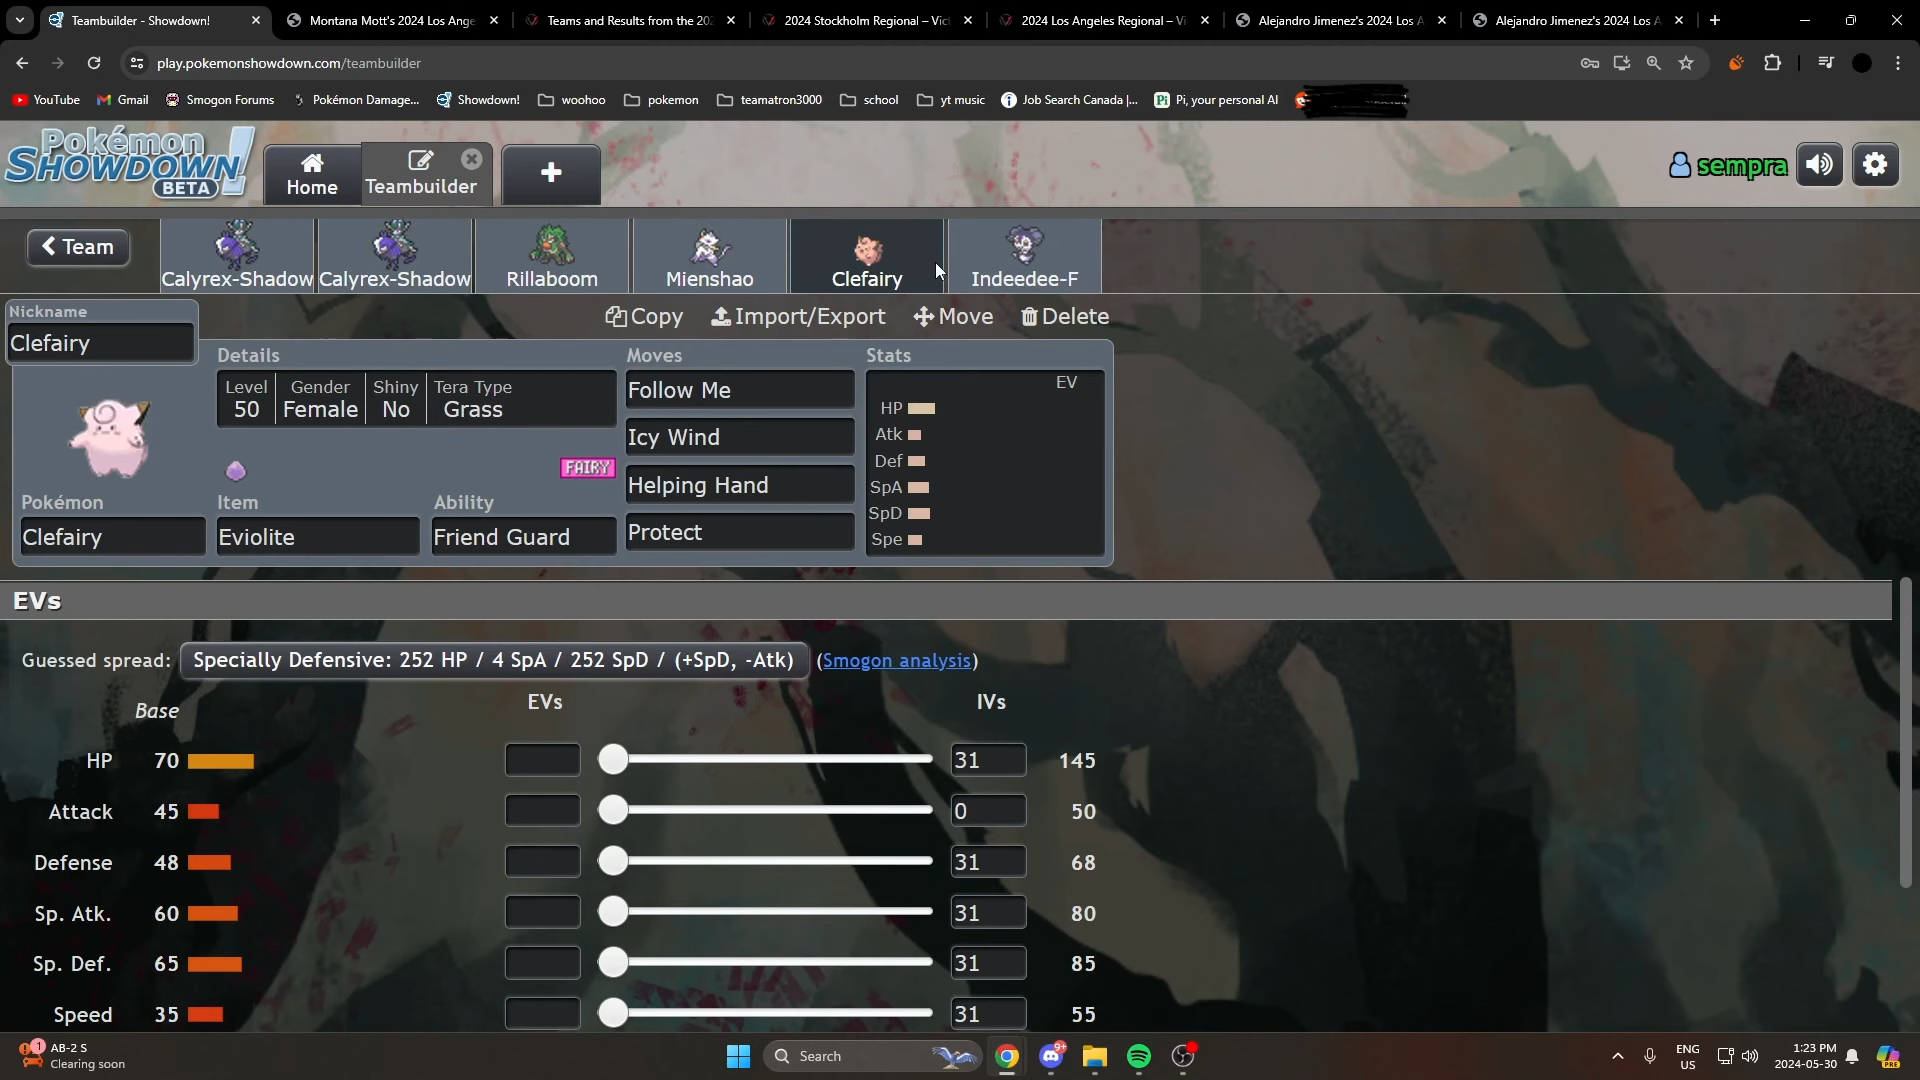 Teambuilder - Showdown!
Montana Mott's 2024 Los Ange
Teams and Results from the 202
2024 Stockholm Regional – Vict
2024 Los Angeles Regional – Vi
Alejandro Jimenez's 2024 Los A
Alejandro Jimenez's 2024 Los A
play.pokemonshowdown.com/teambuilder
YouTube
Gmail
Smogon Forums
Pokémon Damage...
Showdown!
woohoo
pokemon
teamatron3000
school
yt music
Job Search Canada |...
Pi, your personal AI
Pokémon
SHOWDOWN!
BETA
Home
Teambuilder
sempra
Team
Calyrex-Shadow
Calyrex-Shadow
Rillaboom
Mienshao
Clefairy
Indeedee-F
Nickname
Clefairy
Copy
Import/Export
Move
Delete
Details
Moves
Stats
Level
50
Gender
Female
Shiny
No
Tera Type
Grass
Follow Me
Icy Wind
Helping Hand
Protect
EV
HP
Atk
Def
SpA
SpD
Spe
FAIRY
Pokémon
Clefairy
Item
Eviolite
Ability
Friend Guard
EVs
Guessed spread: Specially Defensive: 252 HP / 4 SpA / 252 SpD / (+SpD, -Atk) (Smogon analysis)
Base EVs IVs
HP 70 31 145
Attack 45 0 50
Defense 48 31 68
Sp. Atk. 60 31 80
Sp. Def. 65 31 85
Speed 35 31 55
1
AB-2 S
Clearing soon
Search
9+
ENG
US
1:23 PM
2024-05-30
PRE